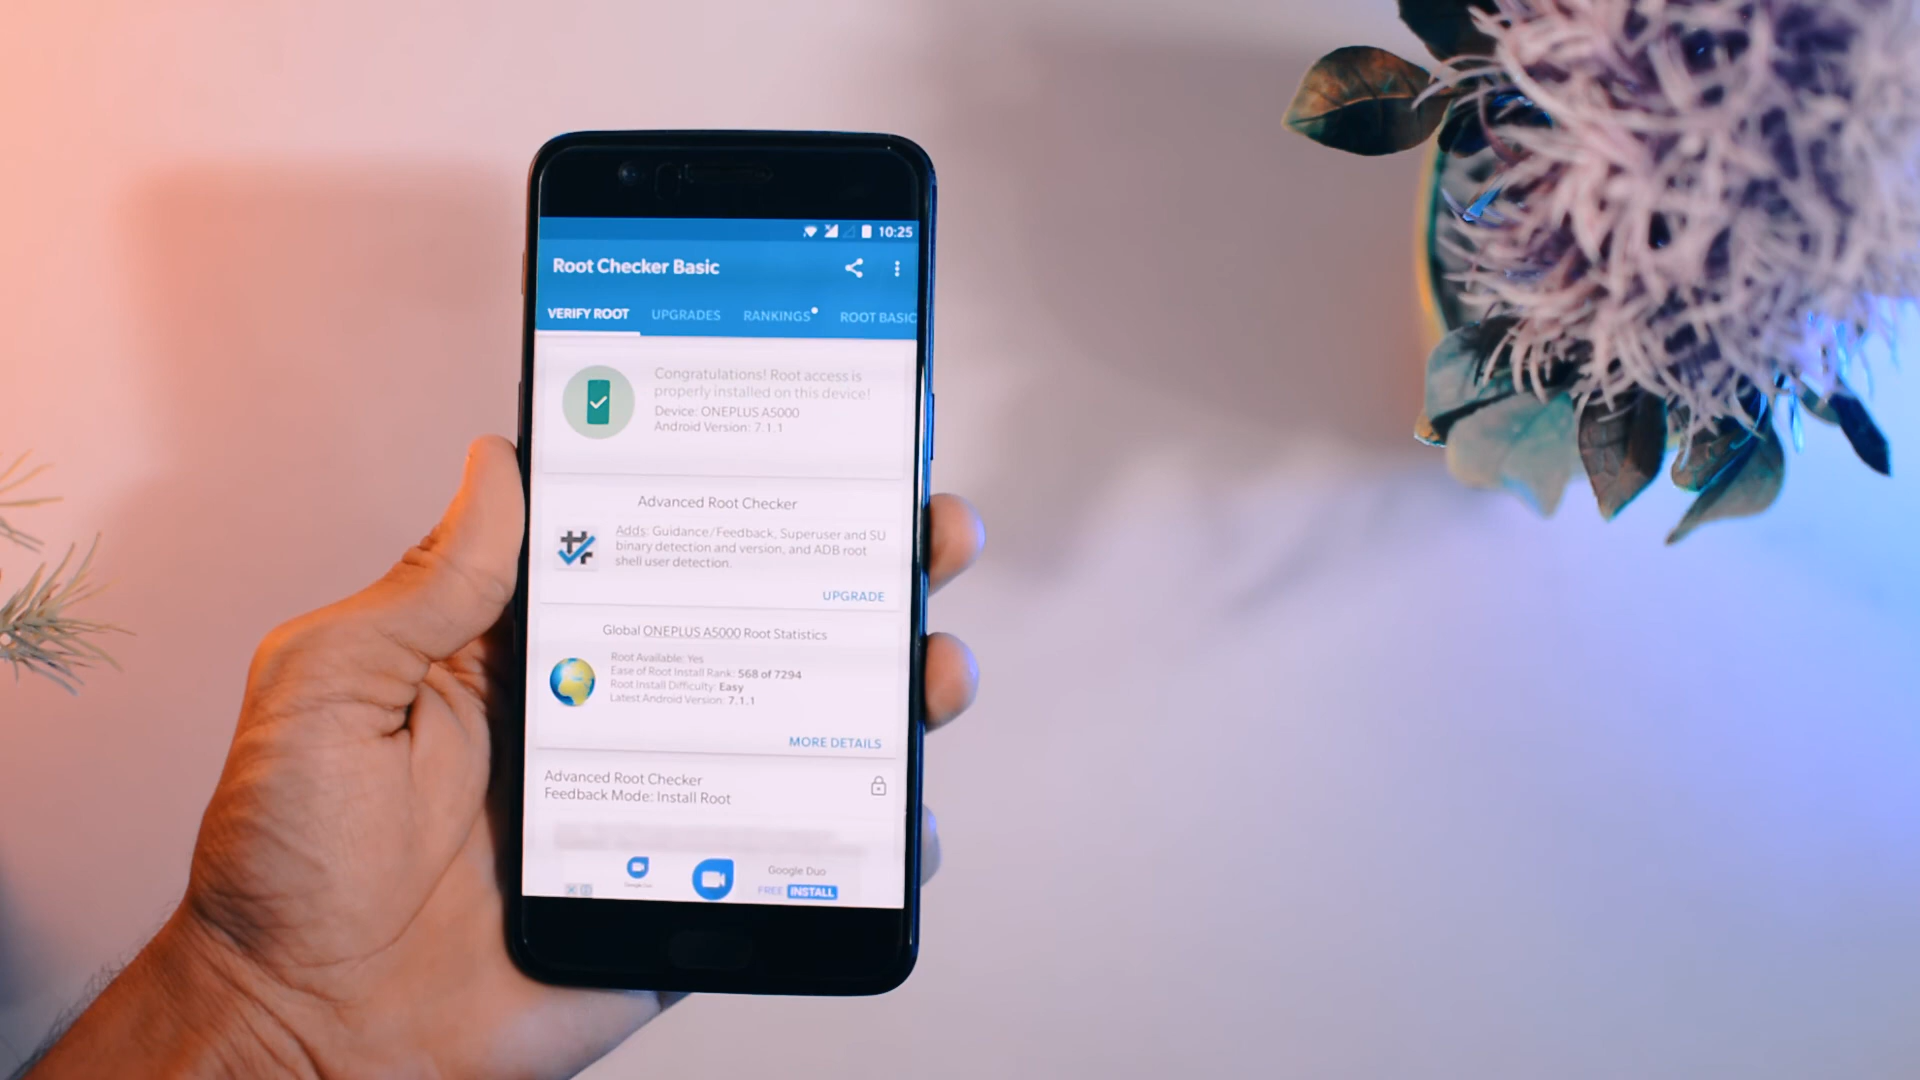 10:25
Root Checker Basic
VERIFY ROOT UPGRADES RANKINGS ROOT BASIC
Congratulations! Root access is
properly installed on this device!
Device: ONEPLUS A5000
Android Version: 7.1.1
Advanced Root Checker
Adds: Guidance/Feedback, Superuser and SU
binary detection and version, and ADB root
shell user detection.
UPGRADE
Global ONEPLUS A5000 Root Statistics
Root Available: Yes
Ease of Root Install Rank: 568 of 7294
Root Install Difficulty: Easy
Latest Android Version: 7.1.1
MORE DETAILS
Advanced Root Checker
Feedback Mode: Install Root
Google Duo
FREE INSTALL